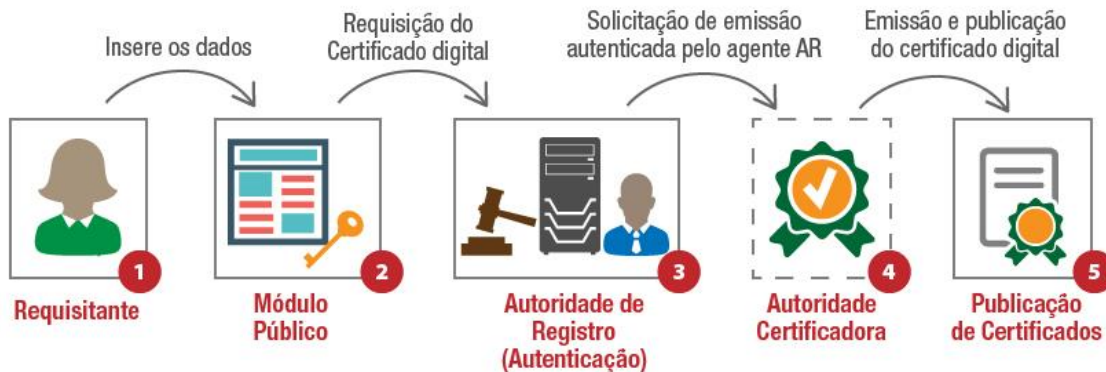 Insere os dados
Requisição do
Certificado digital
Solicitação de emissão
autenticada pelo agente AR
Emissão e publicação
do certificado digital
1
Requisitante
2
Módulo
Público
3
Autoridade de
Registro
(Autenticação)
4
Autoridade
Certificadora
5
Publicação
de Certificados